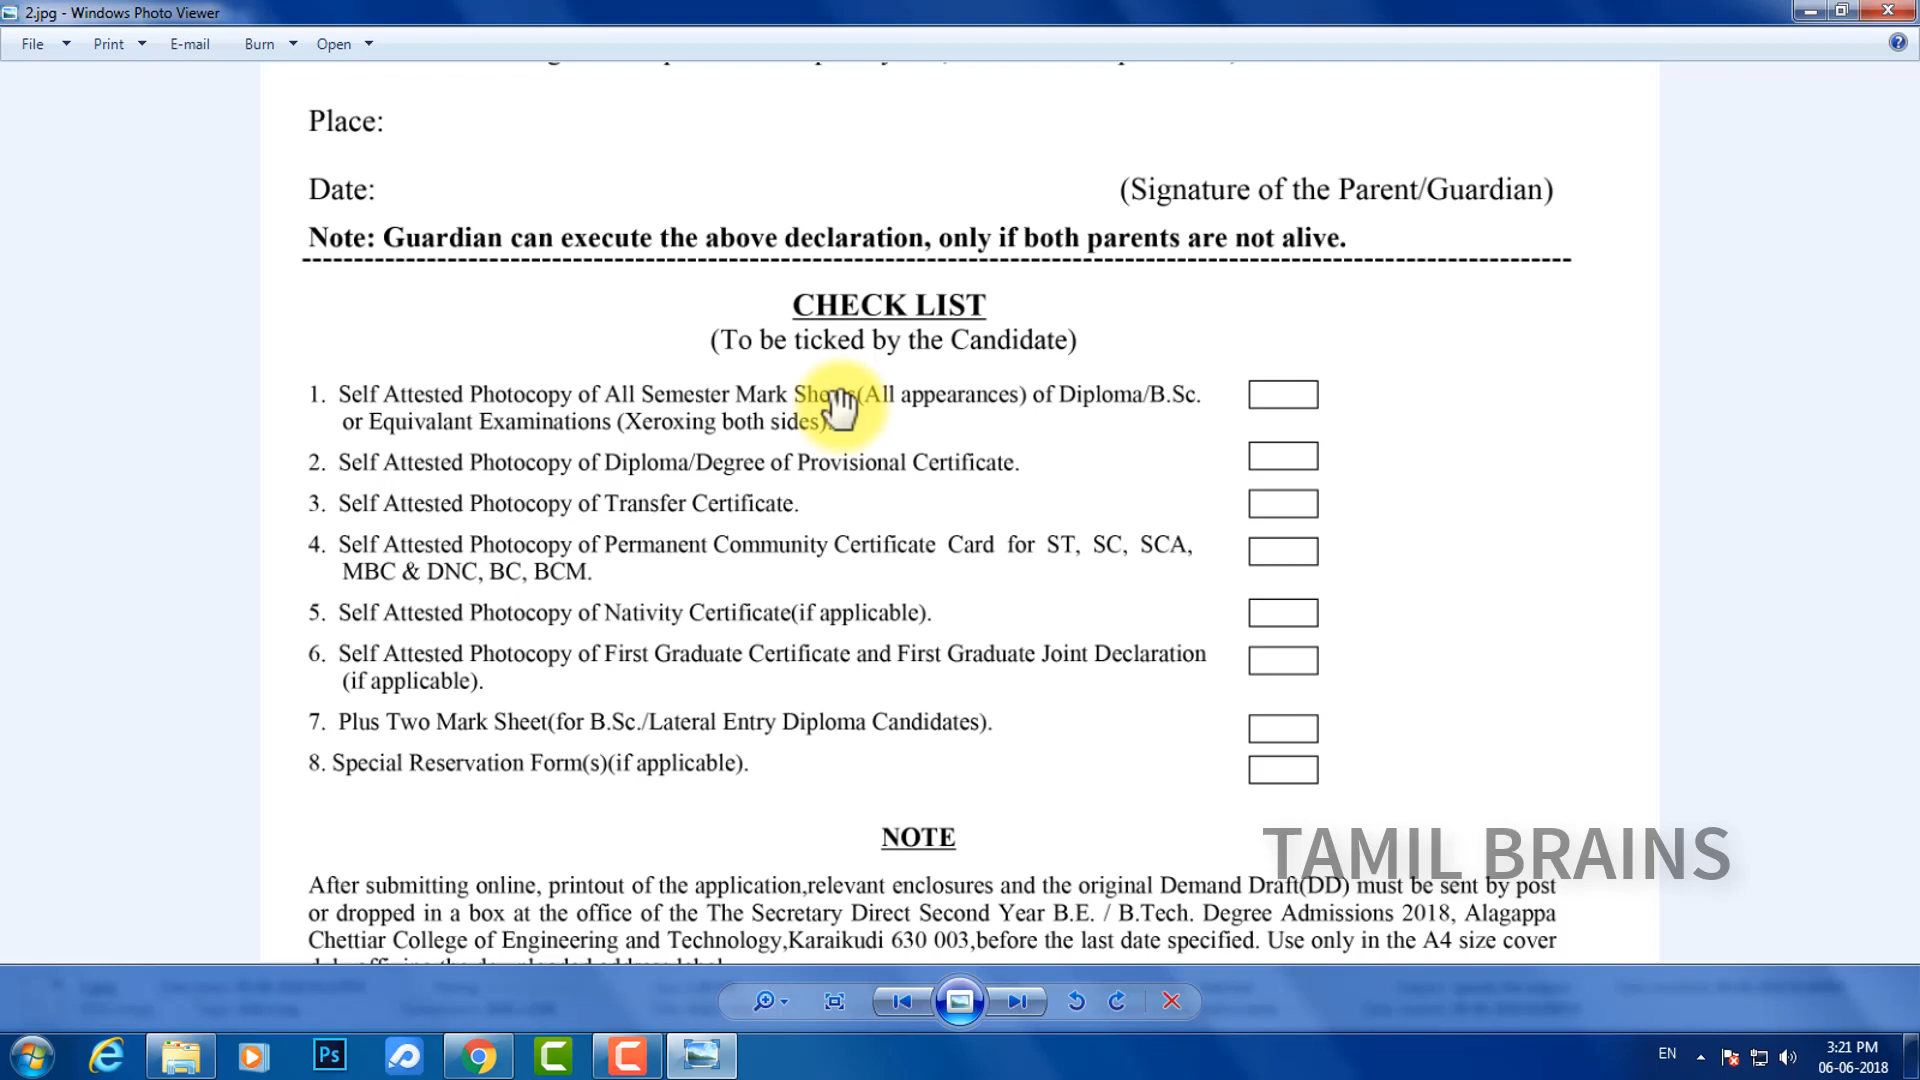 2.jpg - Windows Photo Viewer
File Print E-mail Burn Open
Place:
Date: (Signature of the Parent/Guardian)
Note: Guardian can execute the above declaration, only if both parents are not alive.
CHECK LIST
(To be ticked by the Candidate)
1. Self Attested Photocopy of All Semester Mark Sheets(All appearances) of Diploma/B.Sc.
or Equivalant Examinations (Xeroxing both sides).
2. Self Attested Photocopy of Diploma/Degree of Provisional Certificate.
3. Self Attested Photocopy of Transfer Certificate.
4. Self Attested Photocopy of Permanent Community Certificate Card for ST, SC, SCA,
MBC & DNC, BC, BCM.
5. Self Attested Photocopy of Nativity Certificate(if applicable).
6. Self Attested Photocopy of First Graduate Certificate and First Graduate Joint Declaration
(if applicable).
7. Plus Two Mark Sheet(for B.Sc./Lateral Entry Diploma Candidates).
8. Special Reservation Form(s)(if applicable).
NOTE
TAMIL BRAINS
After submitting online, printout of the application,relevant enclosures and the original Demand Draft(DD) must be sent by post
or dropped in a box at the office of the The Secretary Direct Second Year B.E. / B.Tech. Degree Admissions 2018, Alagappa
Chettiar College of Engineering and Technology,Karaikudi 630 003,before the last date specified. Use only in the A4 size cover
Ps
EN
3:21 PM
06-06-2018